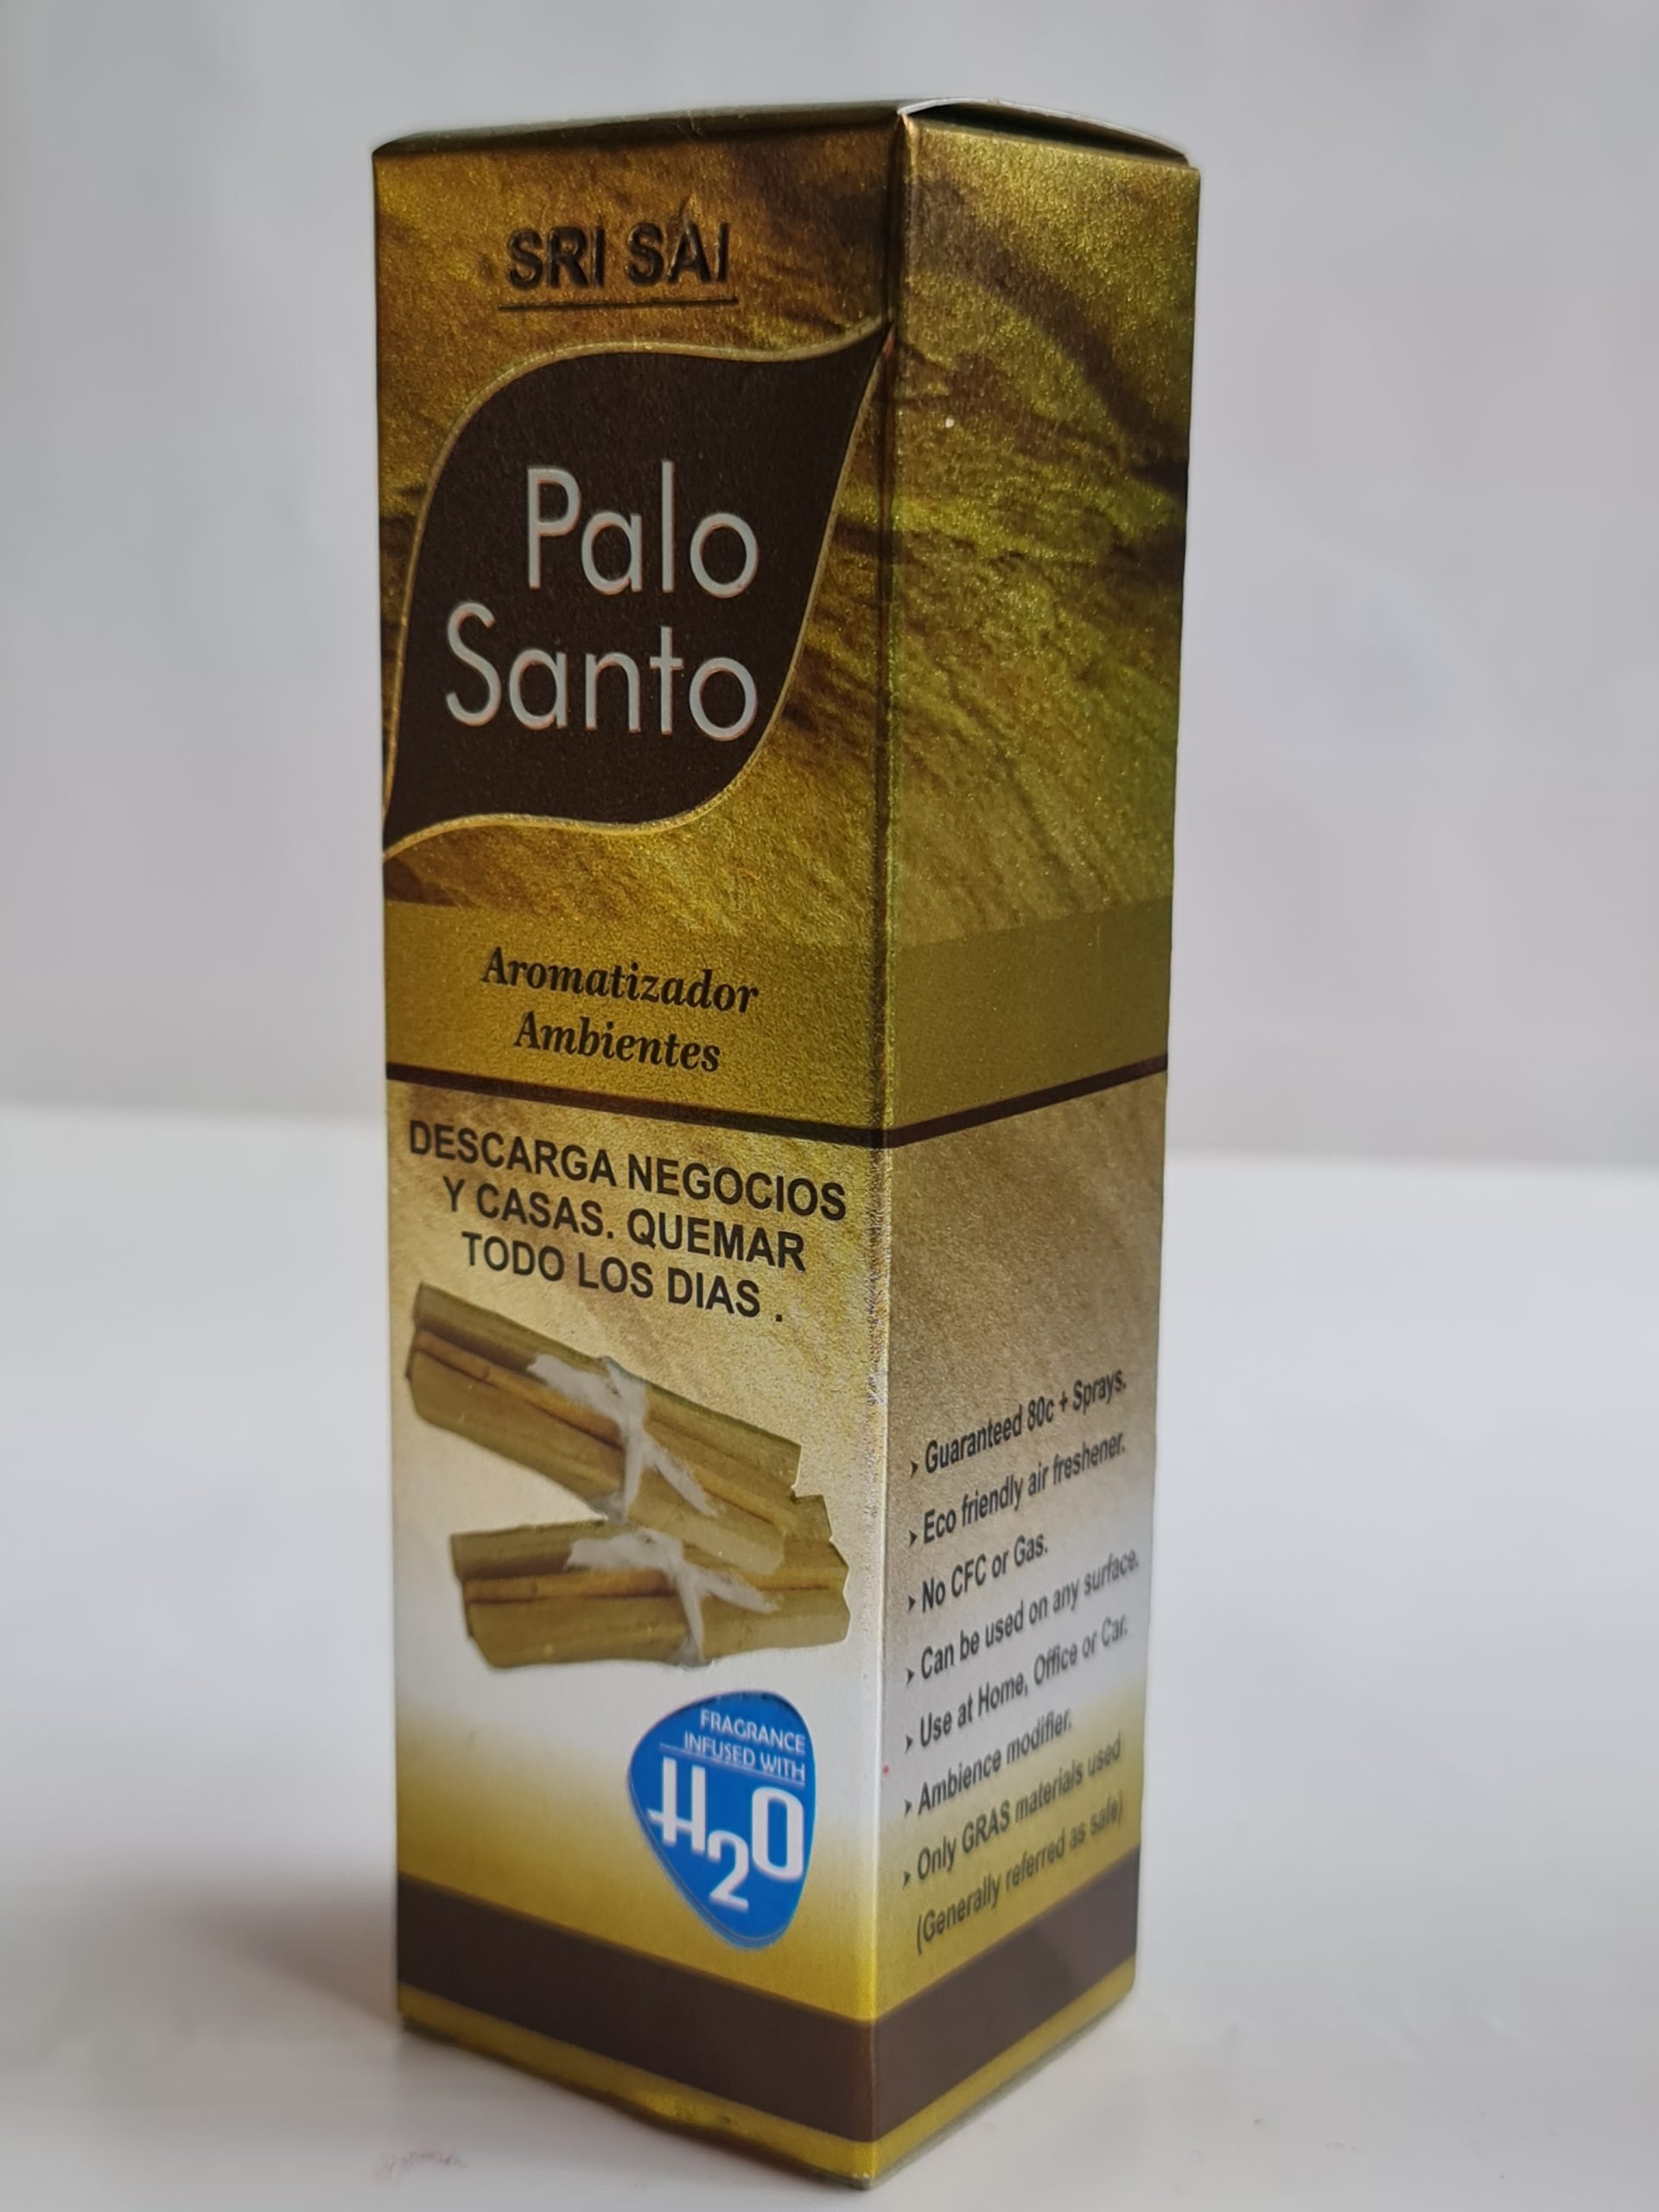 SRI SAI
Palo
Santo
Aromatizador
Ambientes
DESCARGA NEGOCIOS
Y CASAS. QUEMAR
TODO LOS DIAS .
FRAGRANCE
INFUSED WITH
H2O
Guaranteed 80c + Sprays.
Eco friendly air freshener.
No CFC or Gas.
Can be used on any surface.
Use at Home, Office or Car.
Ambience modifier.
Only GRAS materials used
(Generally referred as safe)